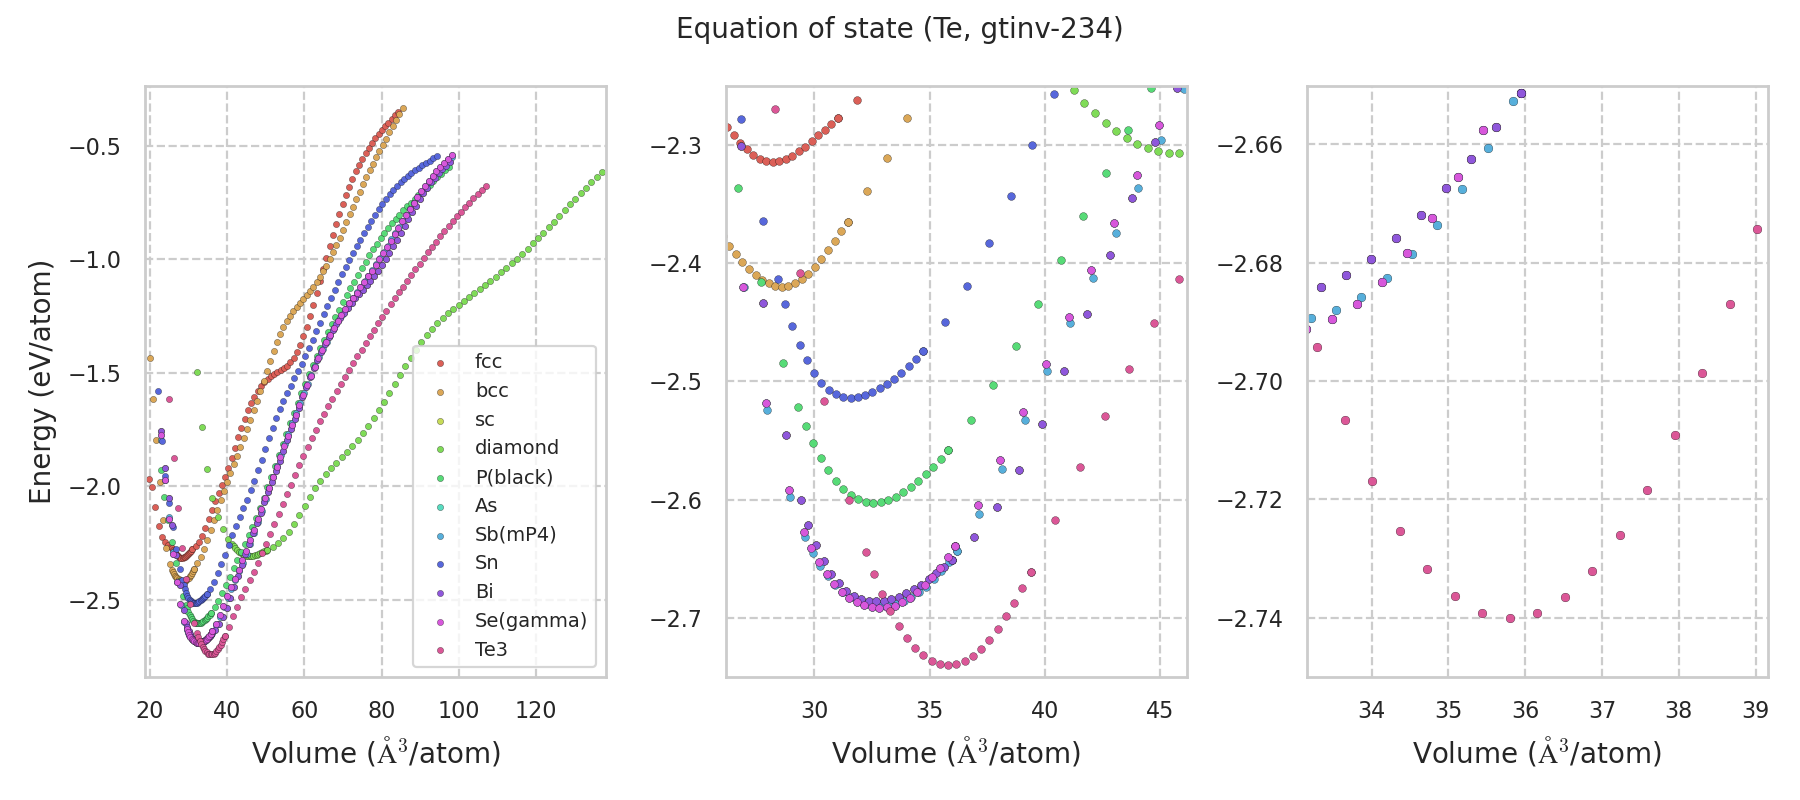 Equation of state (Te, gtinv-234)
Energy (eV/atom)
−0.5
−1.0
−1.5
−2.0
−2.5
20 40 60 80 100 120
Volume (Å³/atom)
fcc
bcc
sc
diamond
P(black)
As
Sb(mP4)
Sn
Bi
Se(gamma)
Te3
−2.3
−2.4
−2.5
−2.6
−2.7
30 35 40 45
Volume (Å³/atom)
−2.66
−2.68
−2.70
−2.72
−2.74
34 35 36 37 38 39
Volume (Å³/atom)